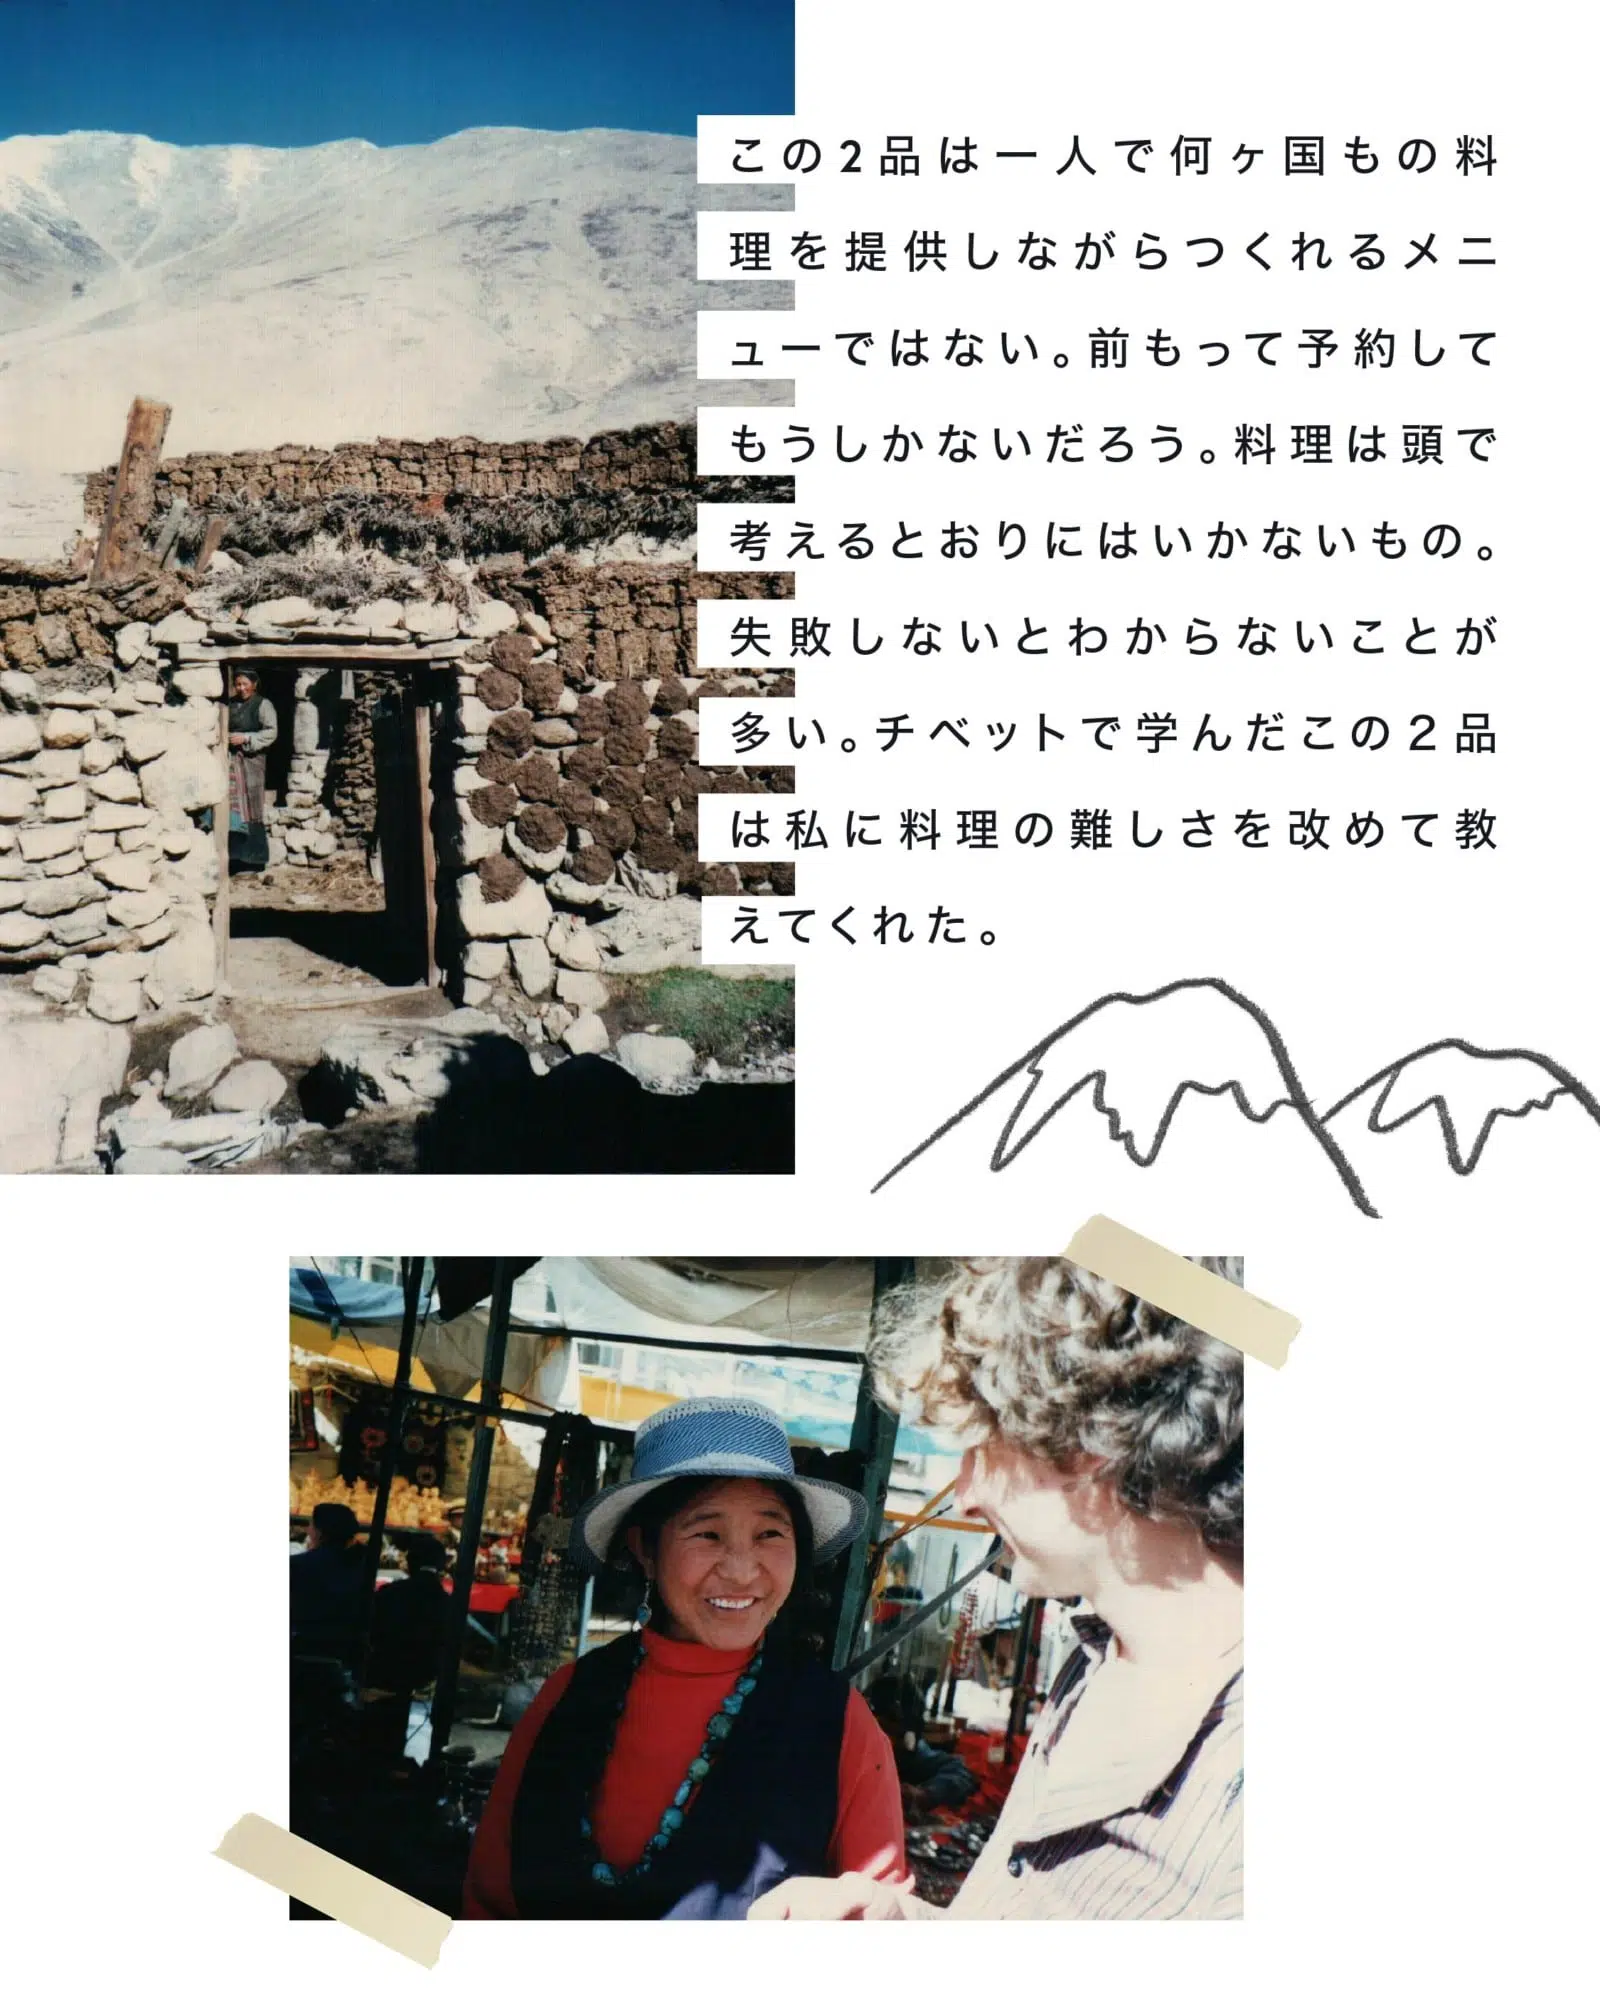 この2品は一人で何ヶ国もの料
理を提供しながらつくれるメニ
ューではない。前もって予約して
もうしかないだろう。料理は頭で
考えるとおりにはいかないもの。
失敗しないとわからないことが
多い。チベットで学んだこの２品
は私に料理の難しさを改めて教
えてくれた。